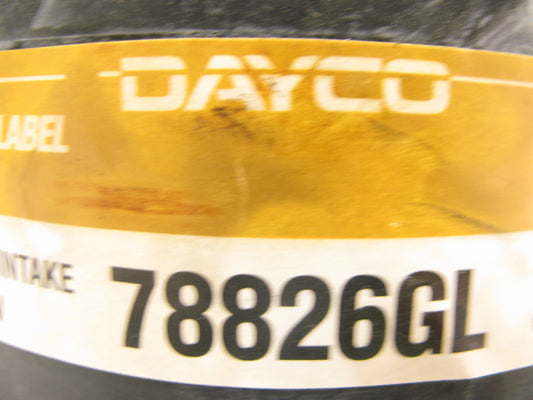 DAYCO
LABEL
INTAKE
78826GL